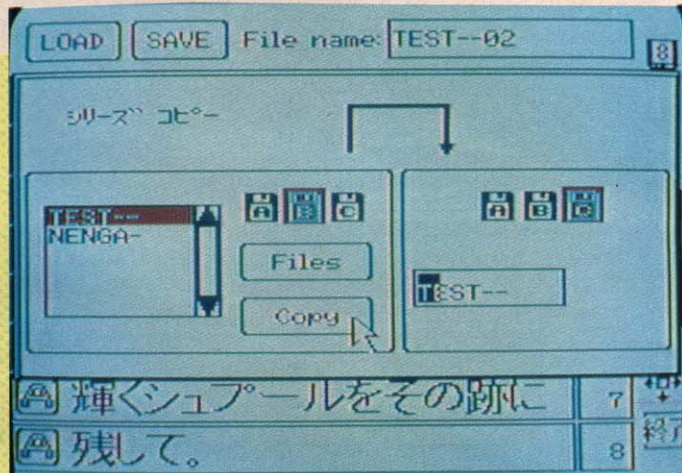 LOAD SAVE File name: TEST--02
8
シリーズ コピー
TEST--
NENGA-
A B C
Files
Copy
A B C
TEST--
輝くシュプールをその跡に 7
残して。 8
終了